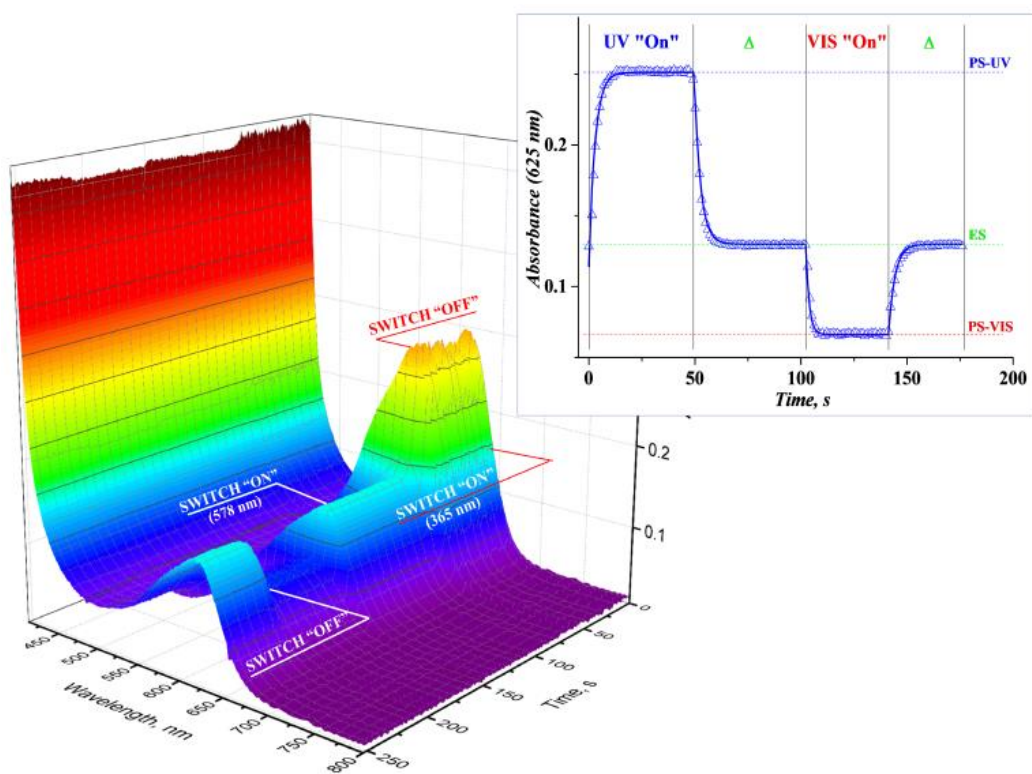 UV "On"
Δ
VIS "On"
Δ
PS-UV
ES
PS-VIS
Absorbance (625 nm)
0.2
0.1
0
50
100
150
200
Time, s
SWITCH “OFF”
SWITCH “ON”
(578 nm)
SWITCH “ON”
(365 nm)
SWITCH “OFF”
0.2
0.1
0
50
100
150
200
250
Time, s
450
500
550
600
650
700
750
800
Wavelength, nm